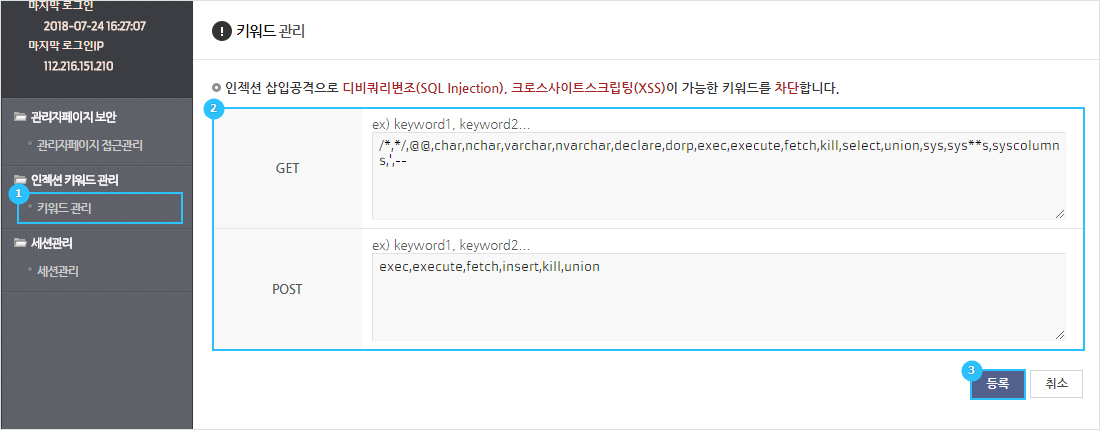 마지막 로그인
2018-07-24 16:27:07
마지막 로그인IP
112.216.151.210
관리자페이지 보안
관리자페이지 접근관리
인젝션 키워드 관리
1
키워드 관리
세션관리
세션관리
! 키워드 관리
인젝션 삽입공격으로 디비쿼리변조(SQL Injection), 크로스사이트스크립팅(XSS)이 가능한 키워드를 차단합니다.
2
ex) keyword1, keyword2...
GET
/*,*/,@@,char,nchar,varchar,nvarchar,declare,dorp,exec,execute,fetch,kill,select,union,sys,sys**s,syscolumn
s,',--
ex) keyword1, keyword2...
POST
exec,execute,fetch,insert,kill,union
3
등록
취소